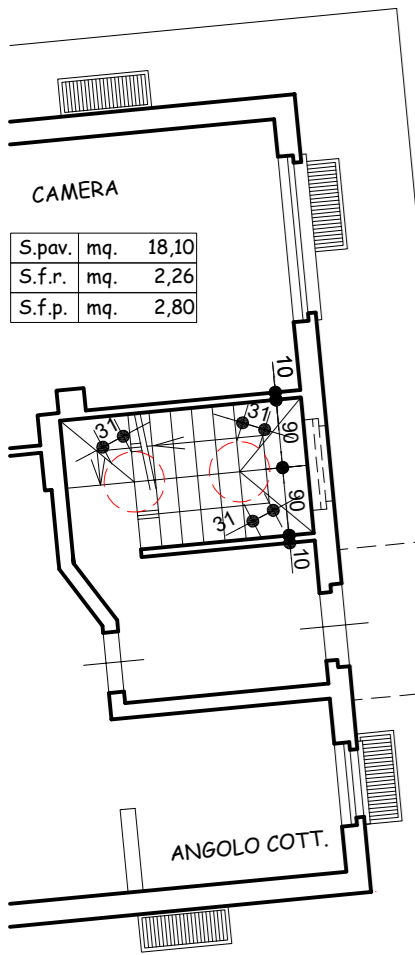 CAMERA
S.pav. mq. 18,10
S.f.r. mq. 2,26
S.f.p. mq. 2,80
10
31
31
90
90
31
10
ANGOLO COTT.